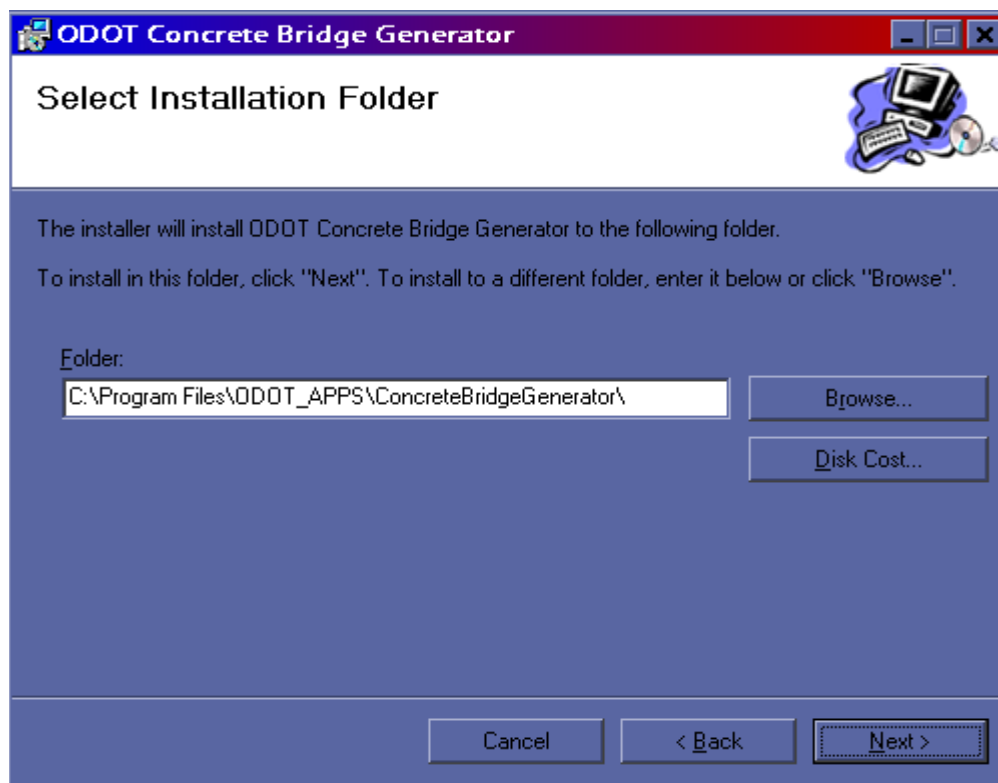 ODOT Concrete Bridge Generator
Select Installation Folder
The installer will install ODOT Concrete Bridge Generator to the following folder.
To install in this folder, click "Next". To install to a different folder, enter it below or click "Browse".
Folder:
C:\Program Files\ODOT_APPS\ConcreteBridgeGenerator\
Browse...
Disk Cost...
Cancel
< Back
Next >